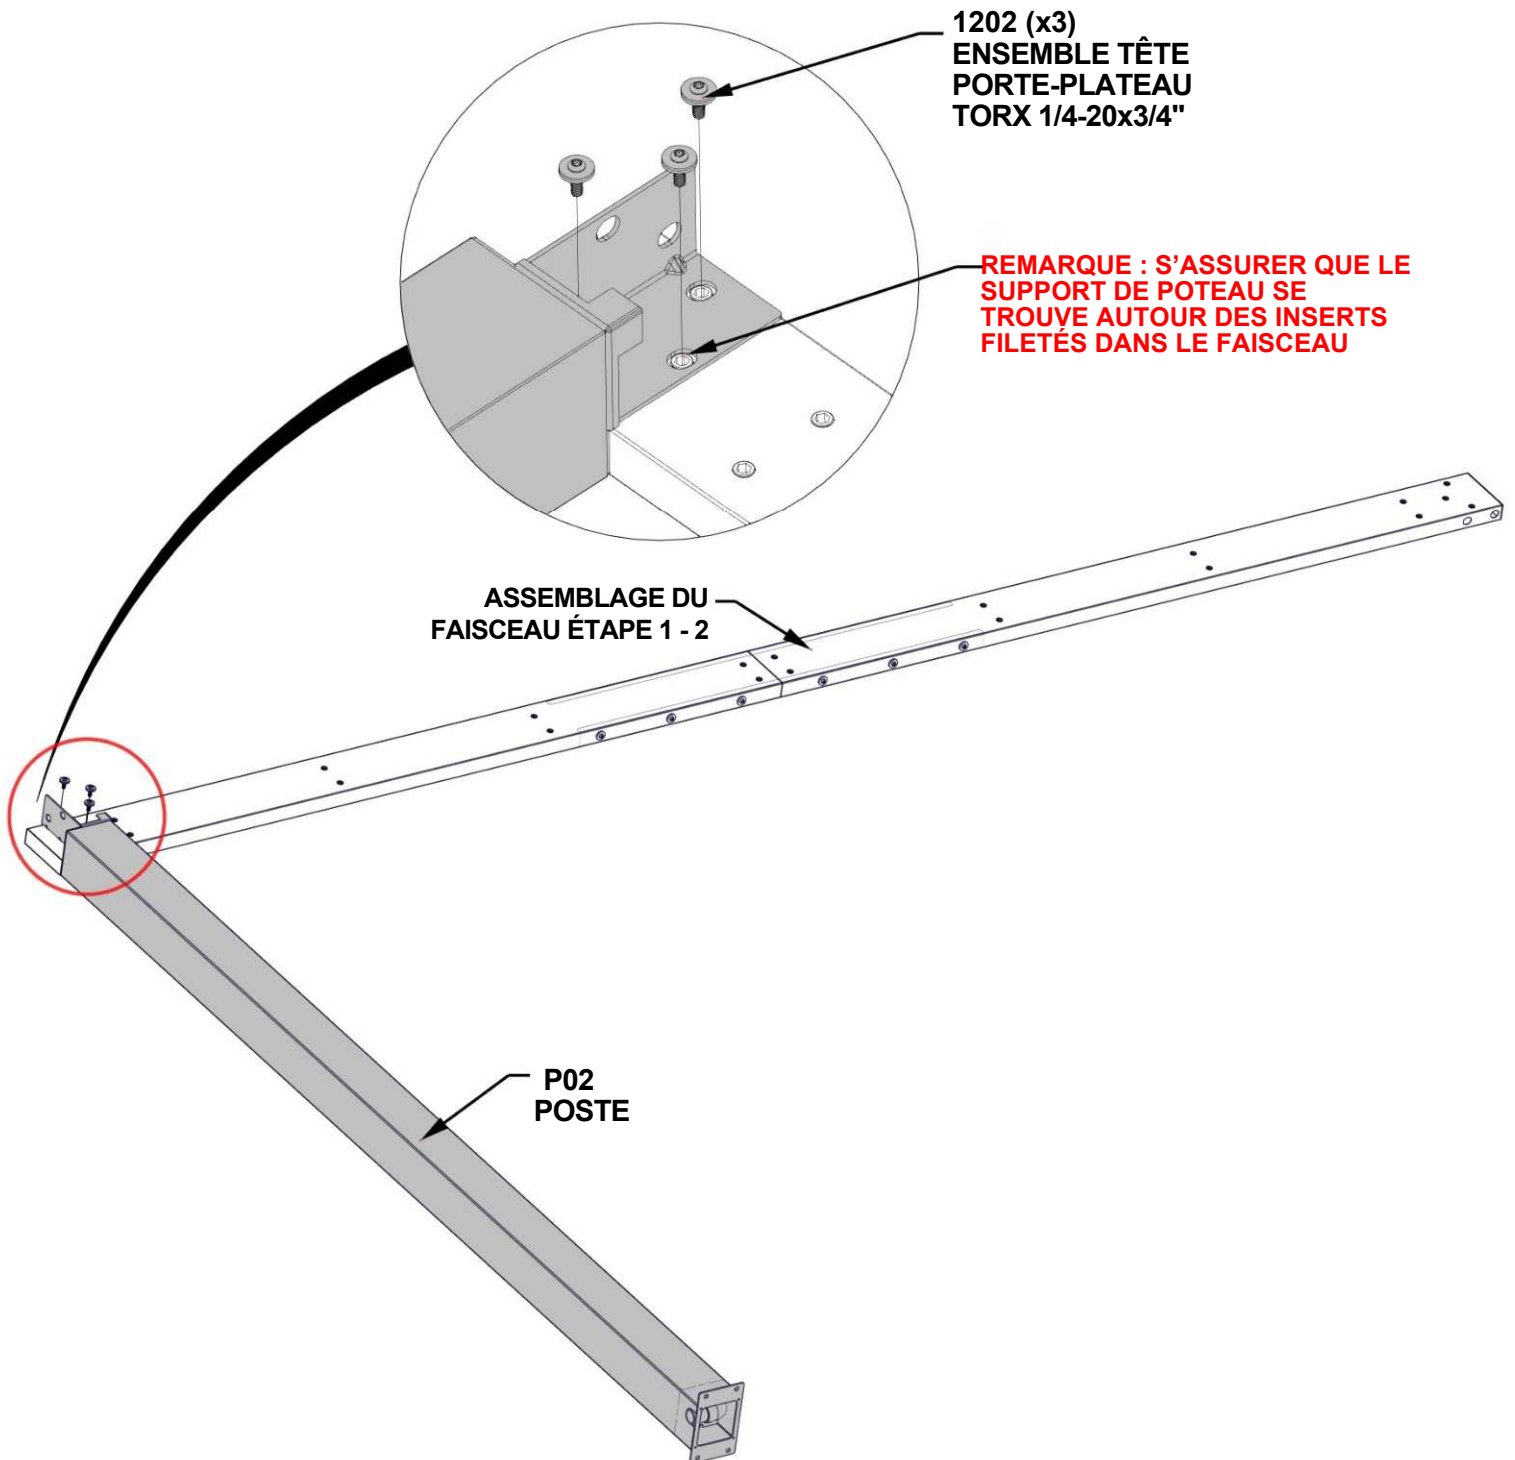 1202 (x3)
ENSEMBLE TÊTE
PORTE-PLATEAU
TORX 1/4-20x3/4"
REMARQUE : S’ASSURER QUE LE
SUPPORT DE POTEAU SE
TROUVE AUTOUR DES INSERTS
FILETÉS DANS LE FAISCEAU
ASSEMBLAGE DU
FAISCEAU ÉTAPE 1 - 2
P02
POSTE